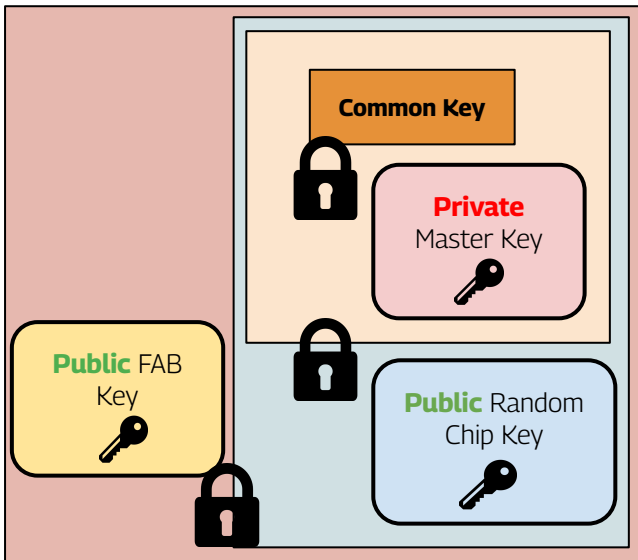 Common Key
Private
Master Key
Public FAB
Key
Public Random
Chip Key